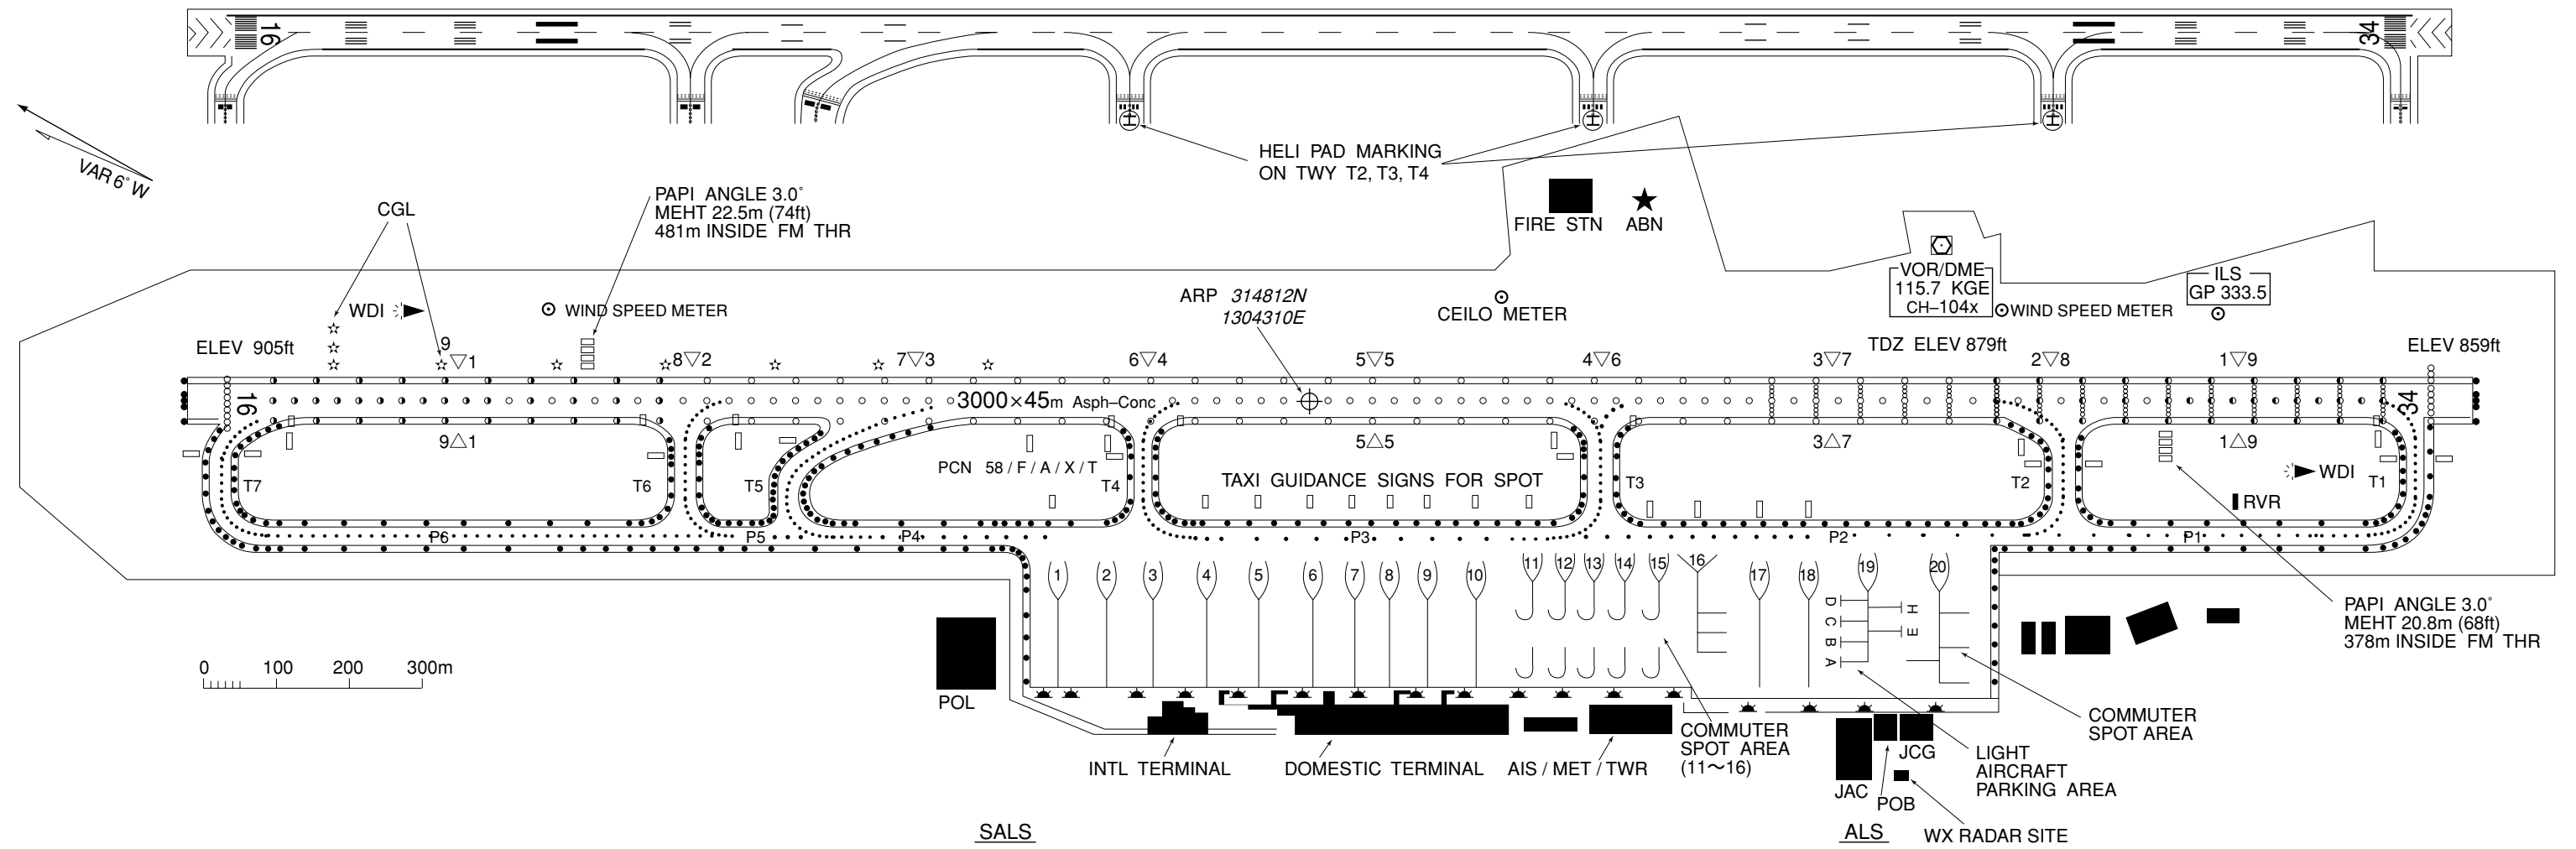 16
34
VAR 6° W
HELI PAD MARKING
ON TWY T2, T3, T4
CGL
PAPI ANGLE 3.0°
MEHT 22.5m (74ft)
481m INSIDE FM THR
FIRE STN
ABN
VOR/DME
115.7 KGE
CH–104x
ILS
GP 333.5
WDI
WIND SPEED METER
ARP 314812N
1304310E
CEILO METER
WIND SPEED METER
ELEV 905ft
9
▽1
8▽2
7▽3
6▽4
5▽5
4▽6
3▽7
TDZ ELEV 879ft
2▽8
1▽9
ELEV 859ft
16
3000×45m Asph–Conc
34
9△1
5△5
3△7
1△9
PCN 58 / F / A / X / T
TAXI GUIDANCE SIGNS FOR SPOT
WDI
T7
T6
T5
T4
T3
T2
T1
RVR
P6
P5
P4
P3
P2
P1
1
2
3
4
5
6
7
8
9
10
11
12
13
14
15
16
17
18
19
20
D
C
B
A
H
E
PAPI ANGLE 3.0°
MEHT 20.8m (68ft)
378m INSIDE FM THR
0 100 200 300m
POL
INTL TERMINAL
DOMESTIC TERMINAL
AIS / MET / TWR
COMMUTER
SPOT AREA
(11〜16)
JAC
POB
JCG
LIGHT
AIRCRAFT
PARKING AREA
COMMUTER
SPOT AREA
WX RADAR SITE
SALS
ALS